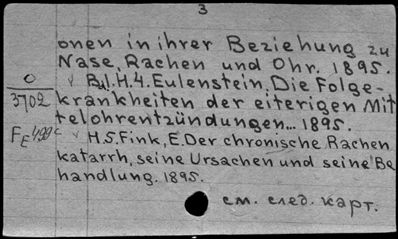 3
onen in ihrer Beziehung zu
Nase, Rachen und Ohr. 1895.
v Bd.H.4. Eulenstein, Die Folge-
krankheiten der eiterigen Mit
telohrentzündungen... 1895.
v H.5. Fink, E. Der chronische Rachen
katarrh, seine Ursachen und seine Be
handlung. 1895.
0
3702
см. след. карт.